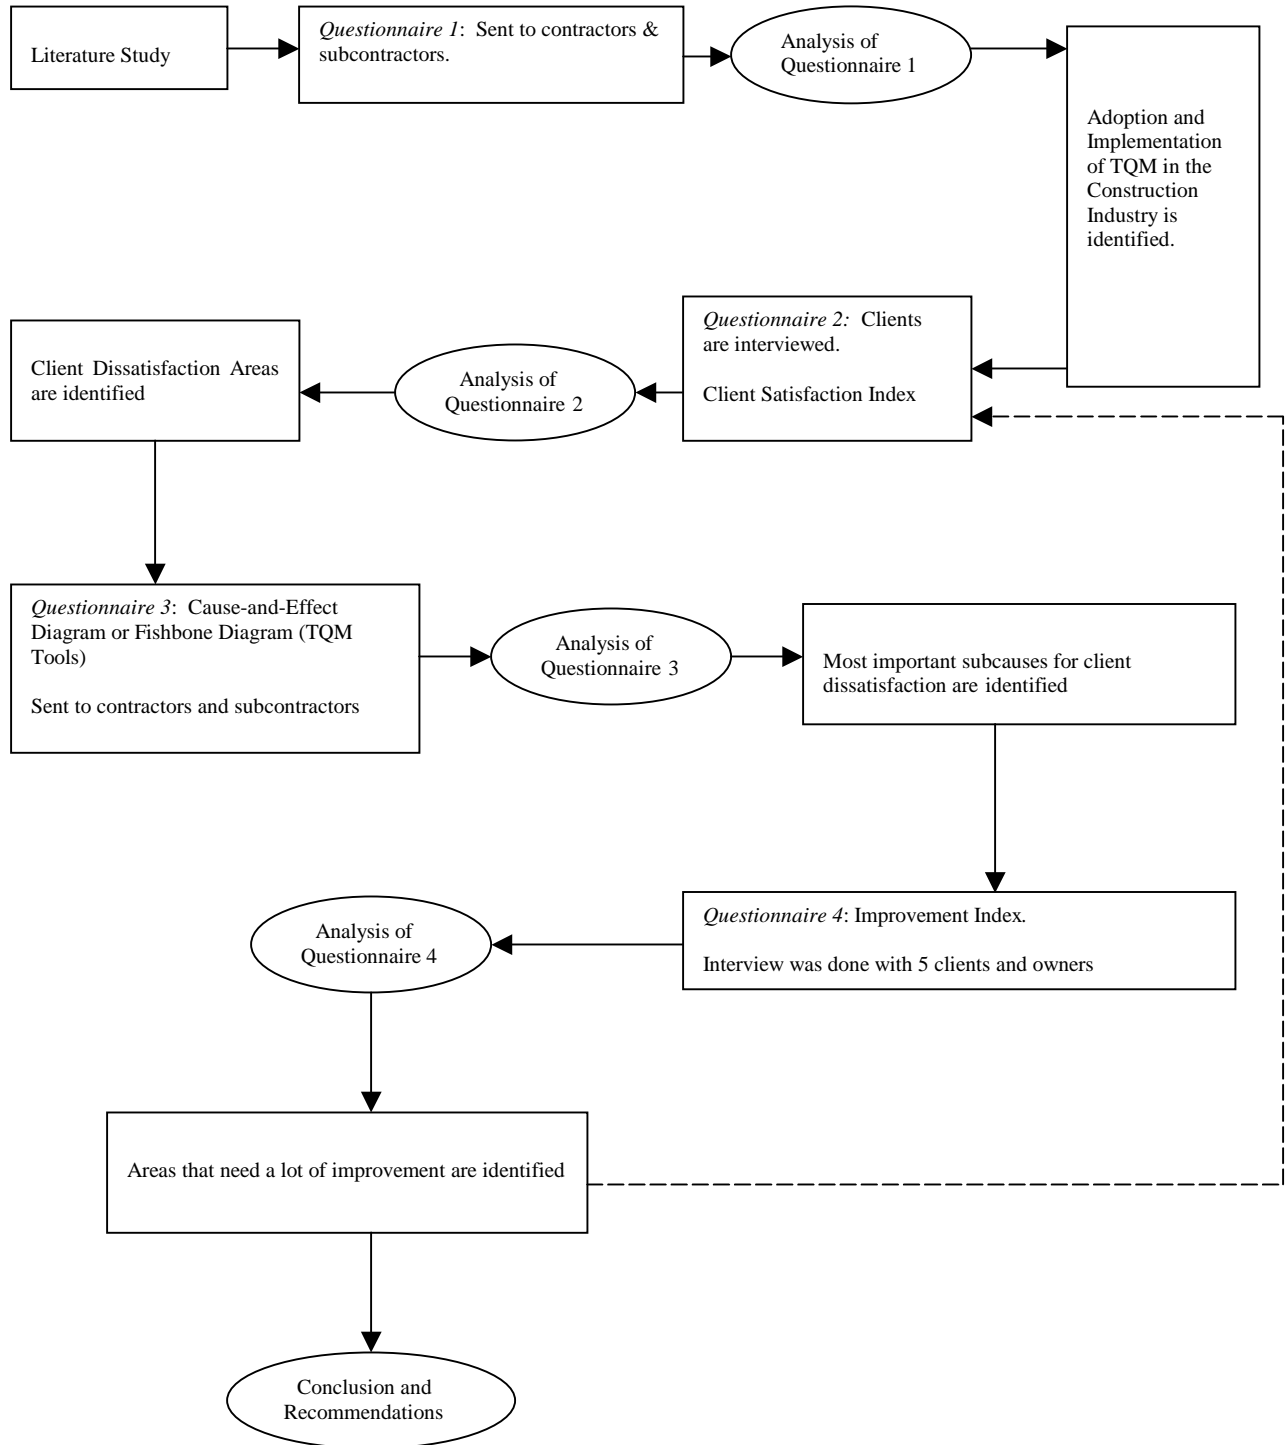 Literature Study
Questionnaire 1: Sent to contractors &
subcontractors.
Analysis of
Questionnaire 1
Adoption and
Implementation
of TQM in the
Construction
Industry is
identified.
Questionnaire 2: Clients
are interviewed.
Client Satisfaction Index
Analysis of
Questionnaire 2
Client Dissatisfaction Areas
are identified
Questionnaire 3: Cause-and-Effect
Diagram or Fishbone Diagram (TQM
Tools)
Sent to contractors and subcontractors
Analysis of
Questionnaire 3
Most important subcauses for client
dissatisfaction are identified
Questionnaire 4: Improvement Index.
Interview was done with 5 clients and owners
Analysis of
Questionnaire 4
Areas that need a lot of improvement are identified
Conclusion and
Recommendations